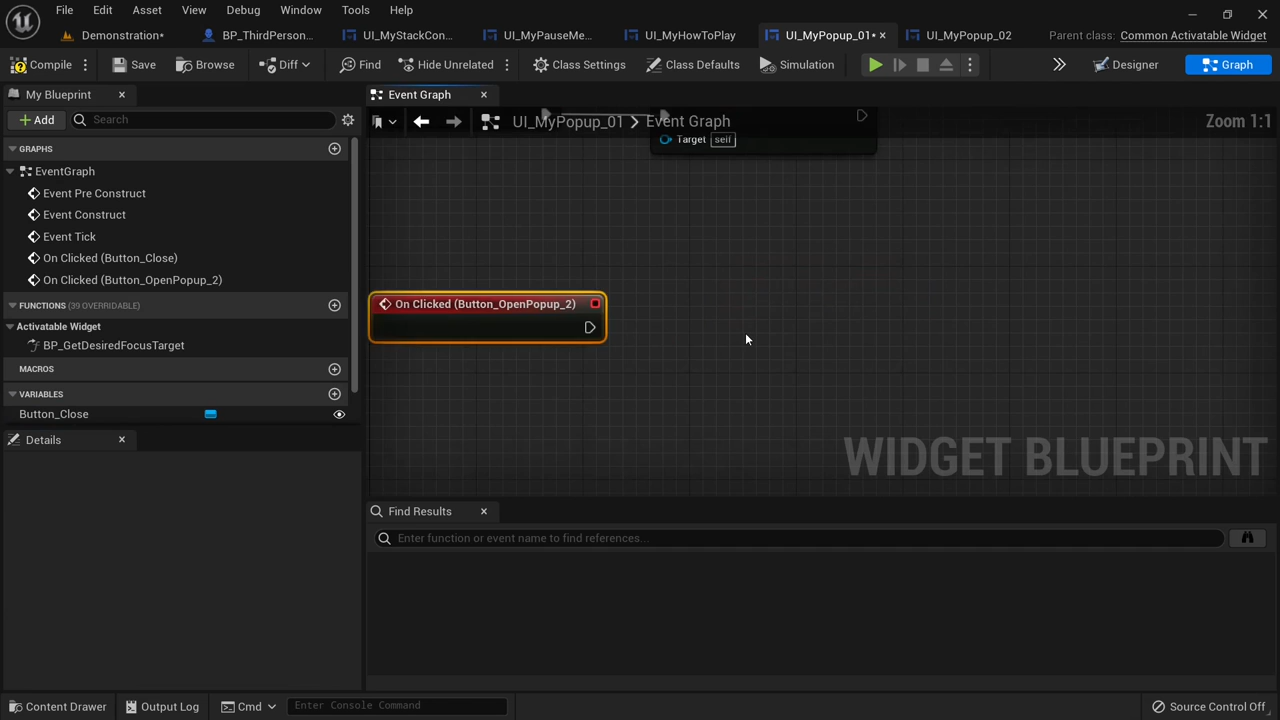 File Edit Asset View Debug Window Tools Help
Demonstration• BP_ThirdPerson... UI_MyStackCon... UI_MyPauseMe... UI_MyHowToPlay UI_MyPopup_01• UI_MyPopup_02 Parent class: Common Activatable Widget
Compile Save Browse Diff Find Hide Unrelated Class Settings Class Defaults Simulation Designer Graph
My Blueprint Event Graph
Add Search UI_MyPopup_01 > Event Graph Zoom 1:1
Target self
GRAPHS
EventGraph
Event Pre Construct
Event Construct
Event Tick
On Clicked (Button_Close)
On Clicked (Button_OpenPopup_2)
FUNCTIONS (39 OVERRIDABLE)
Activatable Widget
BP_GetDesiredFocusTarget
MACROS
VARIABLES
Button_Close
On Clicked (Button_OpenPopup_2)
WIDGET BLUEPRINT
Details
Find Results
Enter function or event name to find references...
Content Drawer Output Log Cmd Enter Console Command Source Control Off